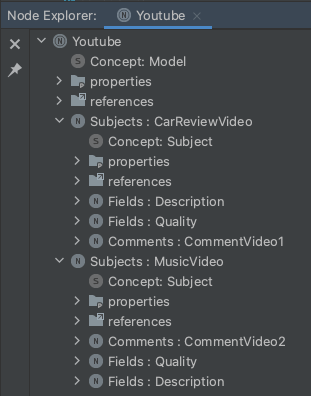 Node Explorer: Youtube
Youtube
Concept: Model
properties
references
Subjects : CarReviewVideo
Concept: Subject
properties
references
Fields : Description
Fields : Quality
Comments : CommentVideo1
Subjects : MusicVideo
Concept: Subject
properties
references
Comments : CommentVideo2
Fields : Quality
Fields : Description